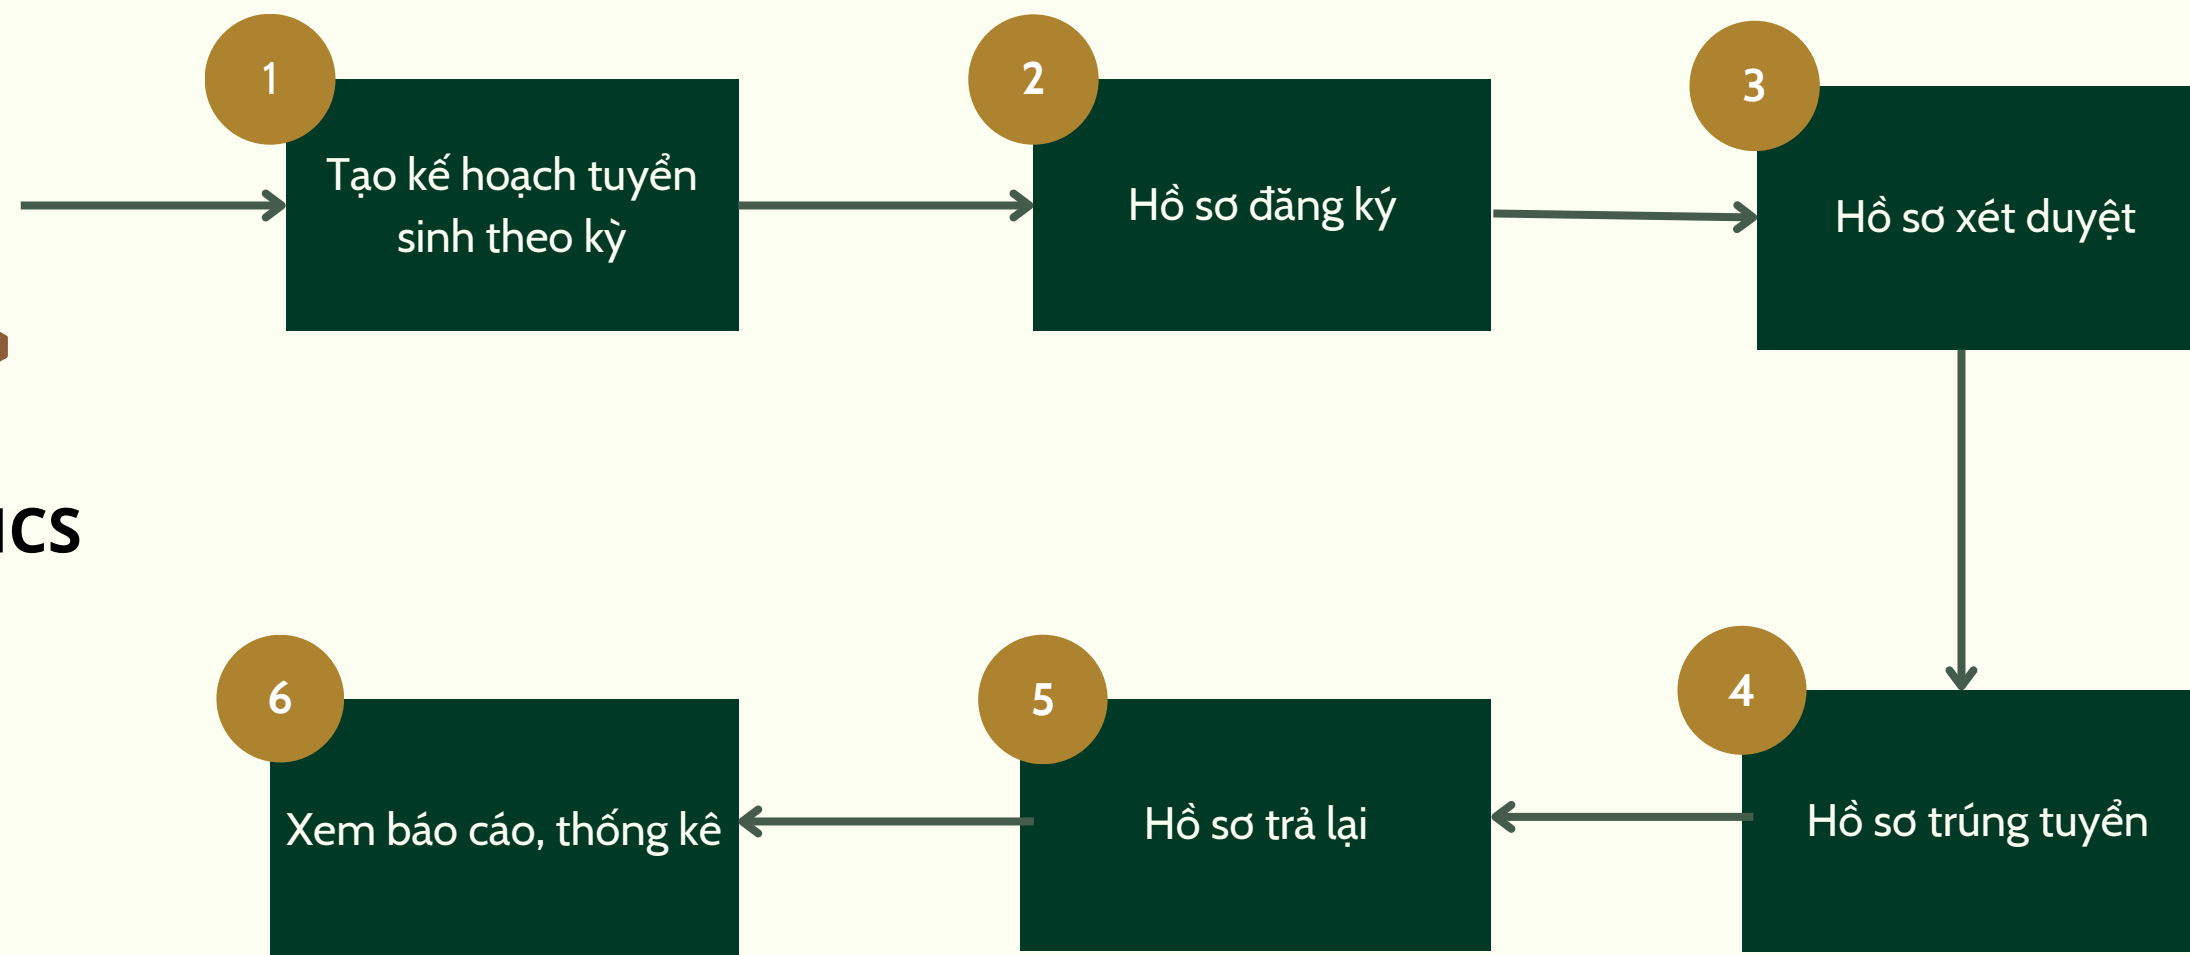 1
Tạo kế hoạch tuyển
sinh theo kỳ
2
Hồ sơ đăng ký
3
Hồ sơ xét duyệt
4
Hồ sơ trúng tuyển
5
Hồ sơ trả lại
6
Xem báo cáo, thống kê